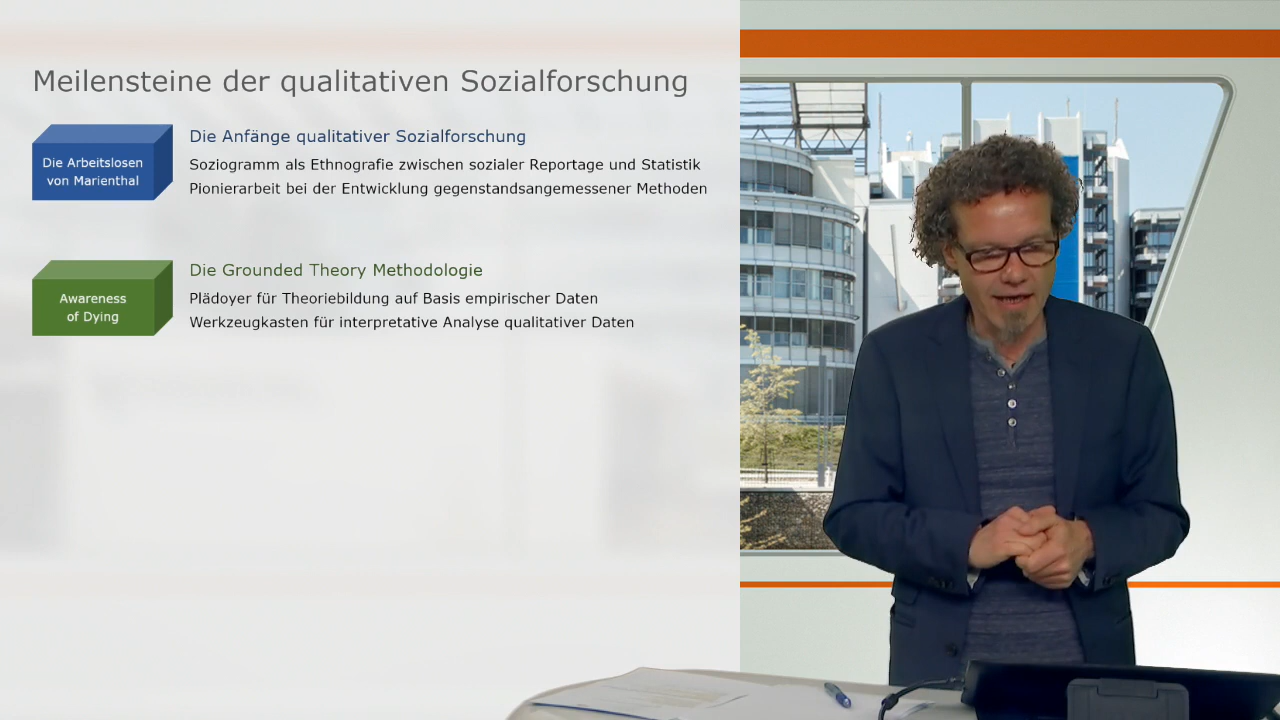 Meilensteine der qualitativen Sozialforschung
Die Arbeitslosen
von Marienthal
Die Anfänge qualitativer Sozialforschung
Soziogramm als Ethnografie zwischen sozialer Reportage und Statistik
Pionierarbeit bei der Entwicklung gegenstandsangemessener Methoden
Awareness
of Dying
Die Grounded Theory Methodologie
Plädoyer für Theoriebildung auf Basis empirischer Daten
Werkzeugkasten für interpretative Analyse qualitativer Daten